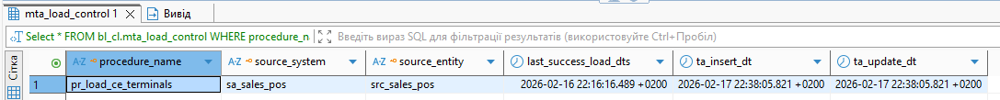 mta_load_control 1 Вивід
Select * FROM bl_cl.mta_load_control WHERE procedure_n Введіть вираз SQL для фільтрації результатів (використовуйте Ctrl+Пробіл)
Сітка
A-Z procedure_name A-Z source_system A-Z source_entity last_success_load_dts ta_insert_dt ta_update_dt
1 pr_load_ce_terminals sa_sales_pos src_sales_pos 2026-02-16 22:16:16.489 +0200 2026-02-17 22:38:05.821 +0200 2026-02-17 22:38:05.821 +0200